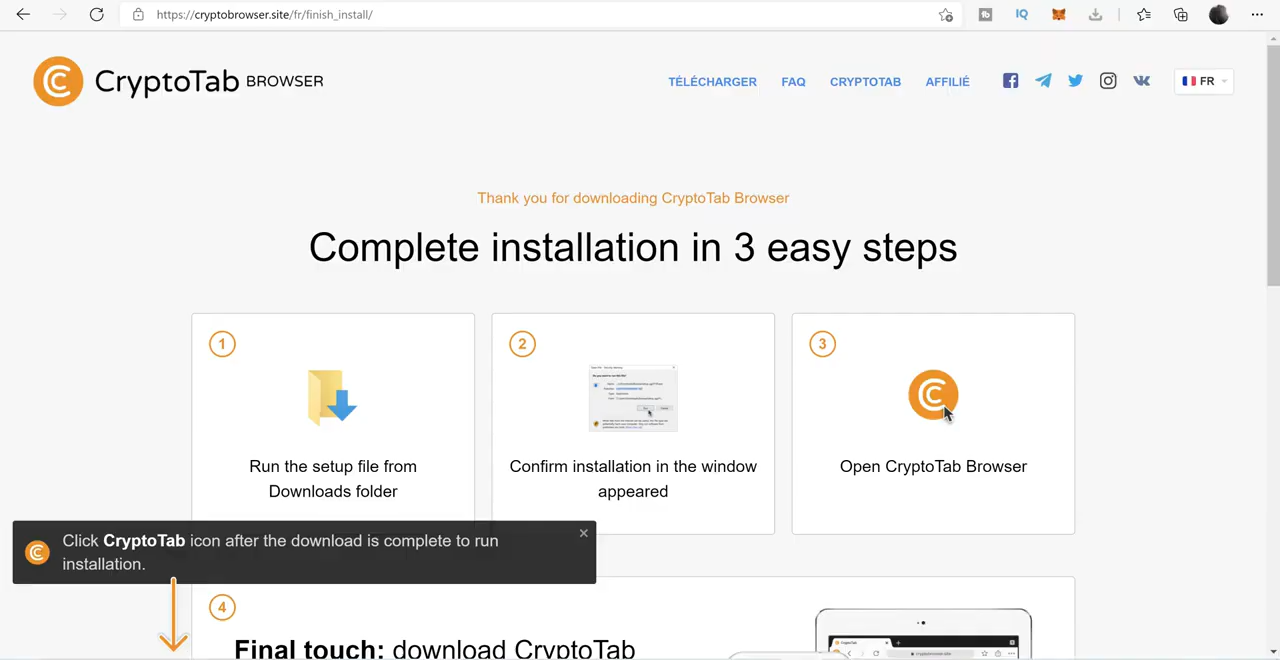 https://cryptobrowser.site/fr/finish_install/
IQ
CryptoTab BROWSER
TÉLÉCHARGER FAQ CRYPTOTAB AFFILIÉ FR
Thank you for downloading CryptoTab Browser
Complete installation in 3 easy steps
1
Run the setup file from
Downloads folder
2
Confirm installation in the window
appeared
3
Open CryptoTab Browser
Click CryptoTab icon after the download is complete to run
installation.
4
Final touch: download CryptoTab